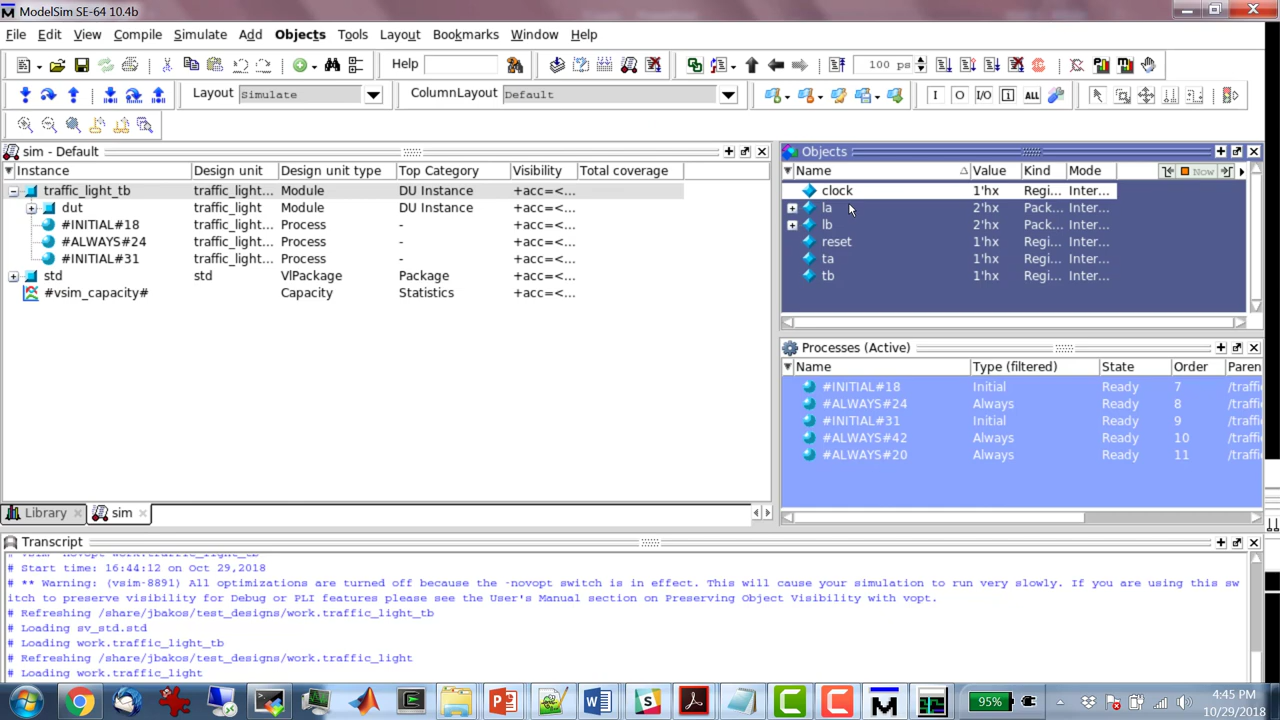 ModelSim SE-64 10.4b
File Edit View Compile Simulate Add Objects Tools Layout Bookmarks Window Help
Help 100 ps
Layout Simulate ColumnLayout Default I O I/O 1 ALL
sim - Default
Instance Design unit Design unit type Top Category Visibility Total coverage
traffic_light_tb traffic_light... Module DU Instance +acc=<...
dut traffic_light Module DU Instance +acc=<...
#INITIAL#18 traffic_light... Process - +acc=<...
#ALWAYS#24 traffic_light... Process - +acc=<...
#INITIAL#31 traffic_light... Process - +acc=<...
std std VlPackage Package +acc=<...
#vsim_capacity# Capacity Statistics +acc=<...
Library sim
Objects
Name Value Kind Mode Now
clock 1'hx Regi... Inter...
la 2'hx Pack... Inter...
lb 2'hx Pack... Inter...
reset 1'hx Regi... Inter...
ta 1'hx Regi... Inter...
tb 1'hx Regi... Inter...
Processes (Active)
Name Type (filtered) State Order Paren
#INITIAL#18 Initial Ready 7 /traffi
#ALWAYS#24 Always Ready 8 /traffi
#INITIAL#31 Initial Ready 9 /traffi
#ALWAYS#42 Always Ready 10 /traffi
#ALWAYS#20 Always Ready 11 /traffi
Transcript
# vsim -novopt work.traffic_light_tb
# Start time: 16:44:12 on Oct 29,2018
# ** Warning: (vsim-8891) All optimizations are turned off because the -novopt switch is in effect. This will cause your simulation to run very slowly. If you are using this sw
itch to preserve visibility for Debug or PLI features please see the User's Manual section on Preserving Object Visibility with vopt.
# Refreshing /share/jbakos/test_designs/work.traffic_light_tb
# Loading sv_std.std
# Loading work.traffic_light_tb
# Refreshing /share/jbakos/test_designs/work.traffic_light
# Loading work.traffic_light
95% 4:45 PM
10/29/2018